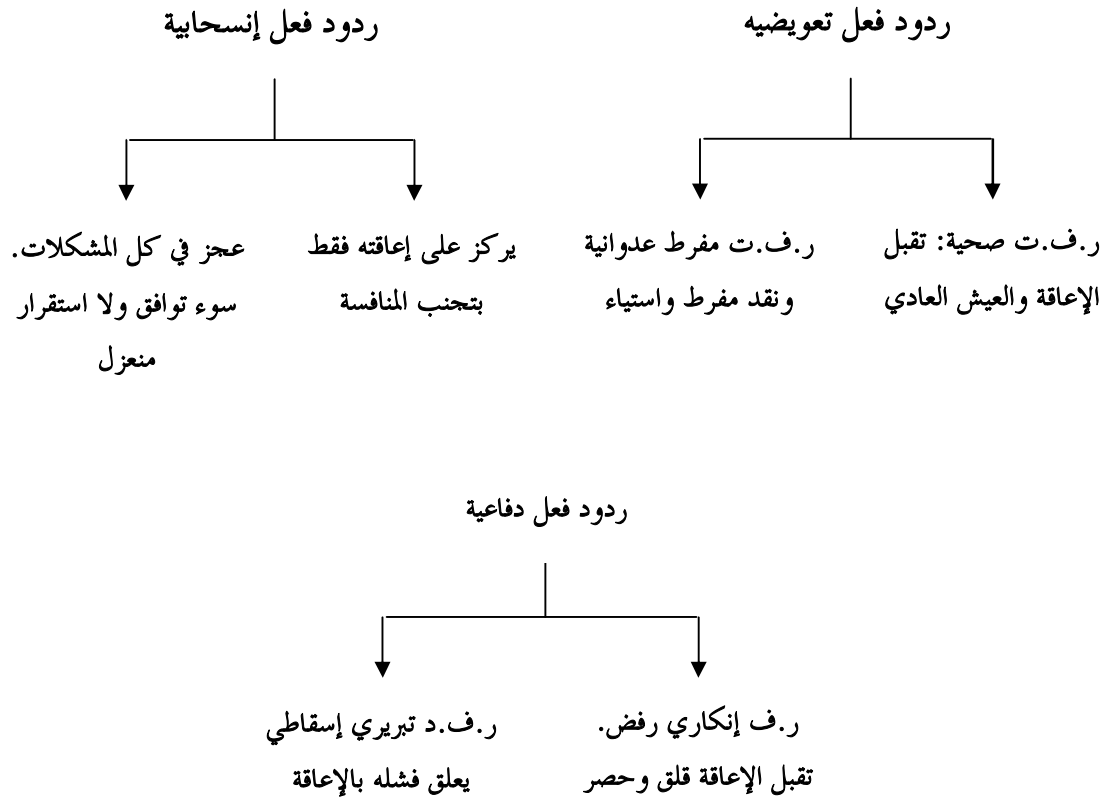 ردود فعل تعويضيه
ر.ف.ت صحية: تقبل
الإعاقة والعيش العادي
ر.ف.ت مفرط عدوانية
ونقد مفرط واستياء
ردود فعل إنسحابية
يركز على إعاقته فقط
بتجنب المنافسة
عجز في كل المشكلات.
سوء توافق ولا استقرار
منعزل
ردود فعل دفاعية
ر.ف إنكاري رفض.
تقبل الإعاقة قلق وحصر
ر.ف.د تبريري إسقاطي
يعلق فشله بالإعاقة